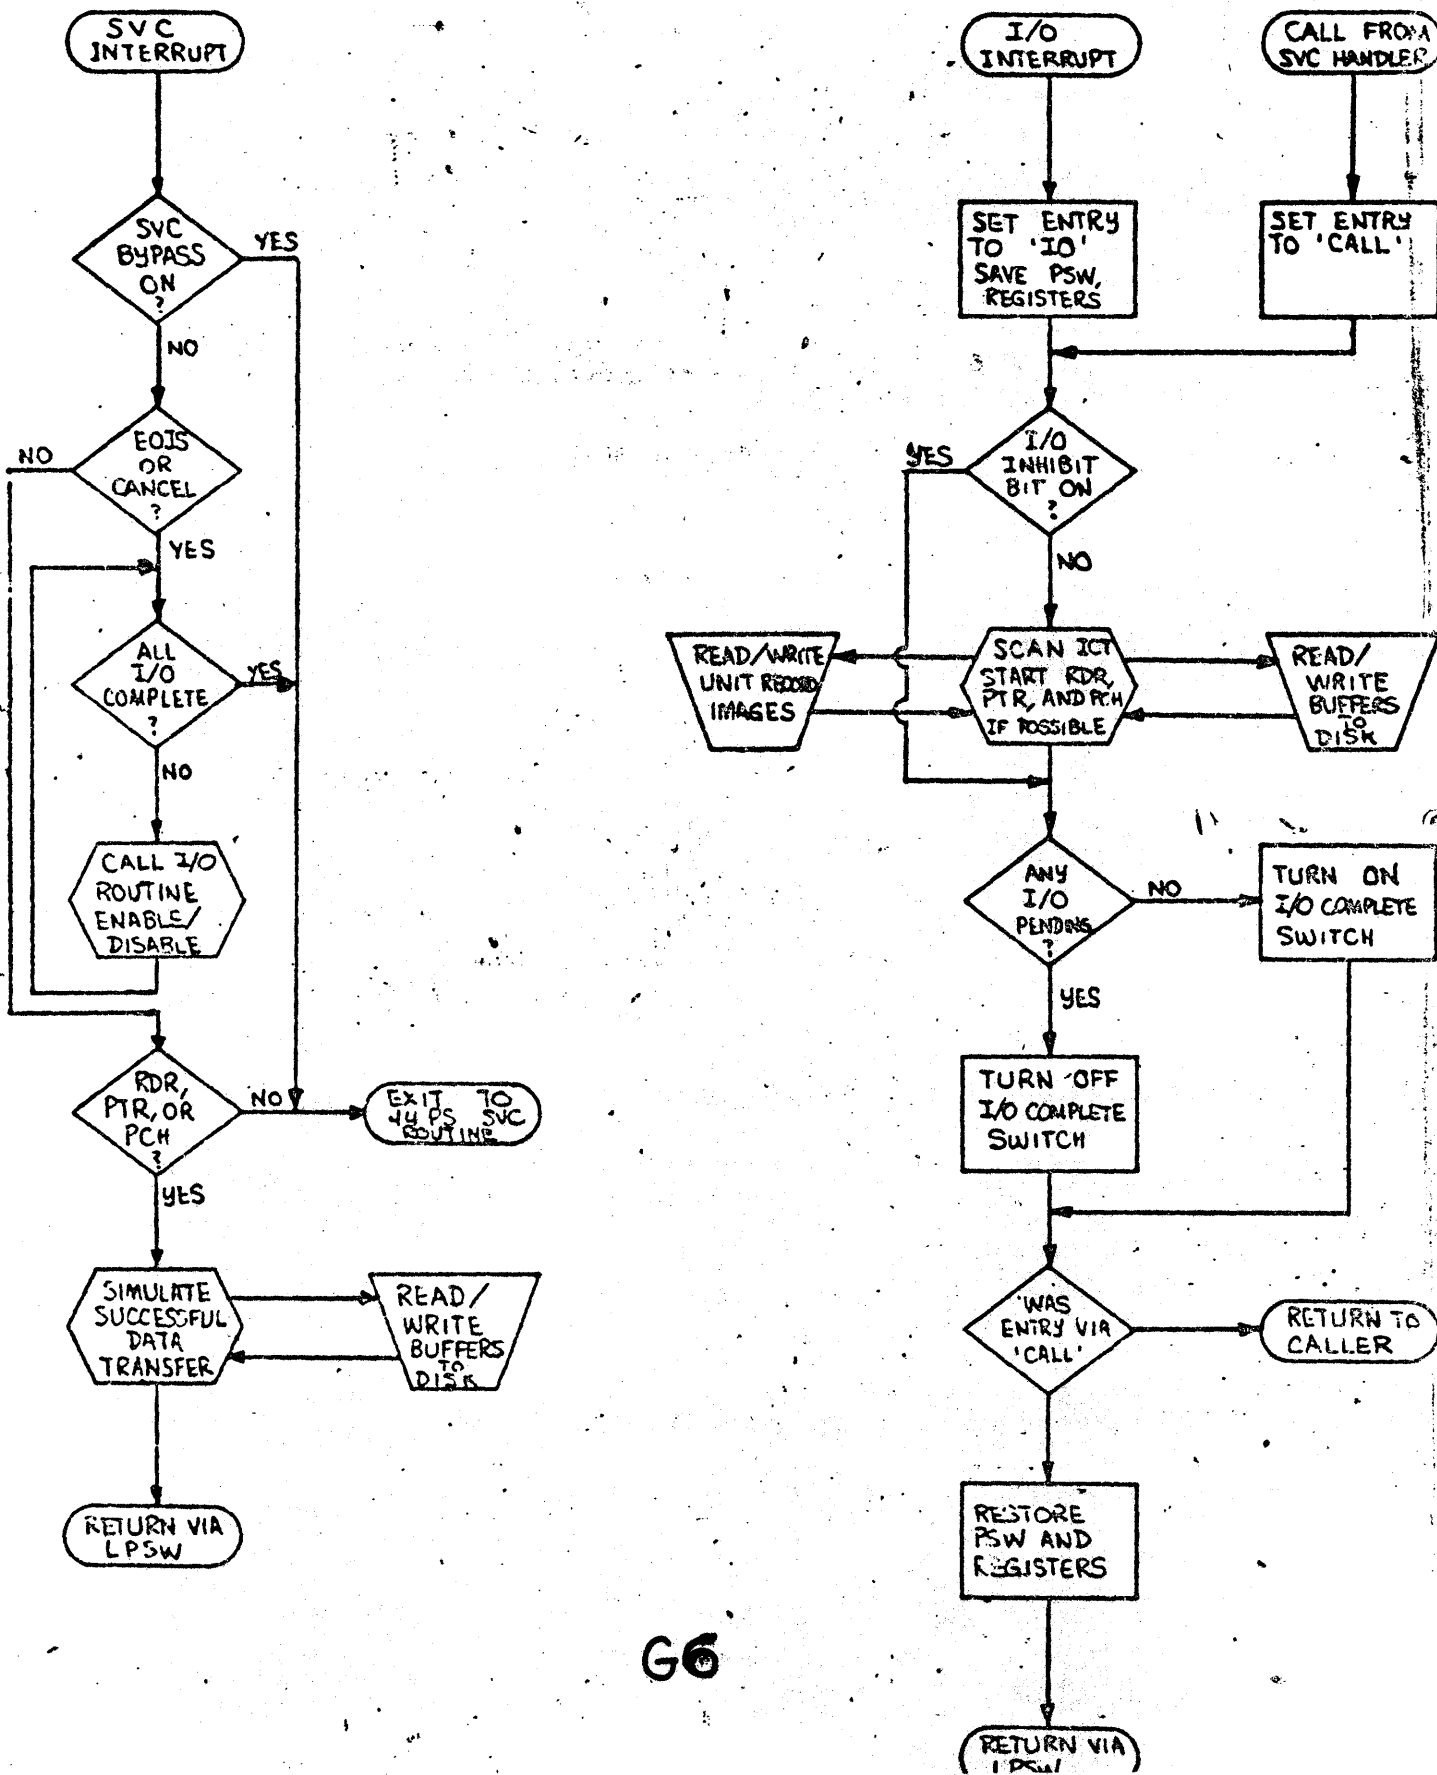 SVC
INTERRUPT
SVC
BYPASS
ON
?
YES
NO
EOJS
OR
CANCEL
?
NO
YES
ALL
I/O
COMPLETE
?
YES
NO
CALL I/O
ROUTINE
ENABLE/
DISABLE
RDR,
PTR, OR
PCH
?
NO
EXIT TO
44 PS SVC
ROUTINE
YES
SIMULATE
SUCCESSFUL
DATA
TRANSFER
READ/
WRITE
BUFFERS
TO
DISK
RETURN VIA
LPSW
I/O
INTERRUPT
CALL FROM
SVC HANDLER
SET ENTRY
TO 'IO'
SAVE PSW,
REGISTERS
SET ENTRY
TO 'CALL'
I/O
INHIBIT
BIT ON
?
YES
NO
READ/WRITE
UNIT RECORD
IMAGES
SCAN ICT
START RDR,
PTR, AND PCH
IF POSSIBLE
READ/
WRITE
BUFFERS
TO
DISK
ANY
I/O
PENDING
?
NO
TURN ON
I/O COMPLETE
SWITCH
YES
TURN OFF
I/O COMPLETE
SWITCH
WAS
ENTRY VIA
'CALL'
RETURN TO
CALLER
RESTORE
PSW AND
REGISTERS
RETURN VIA
LPSW
G6